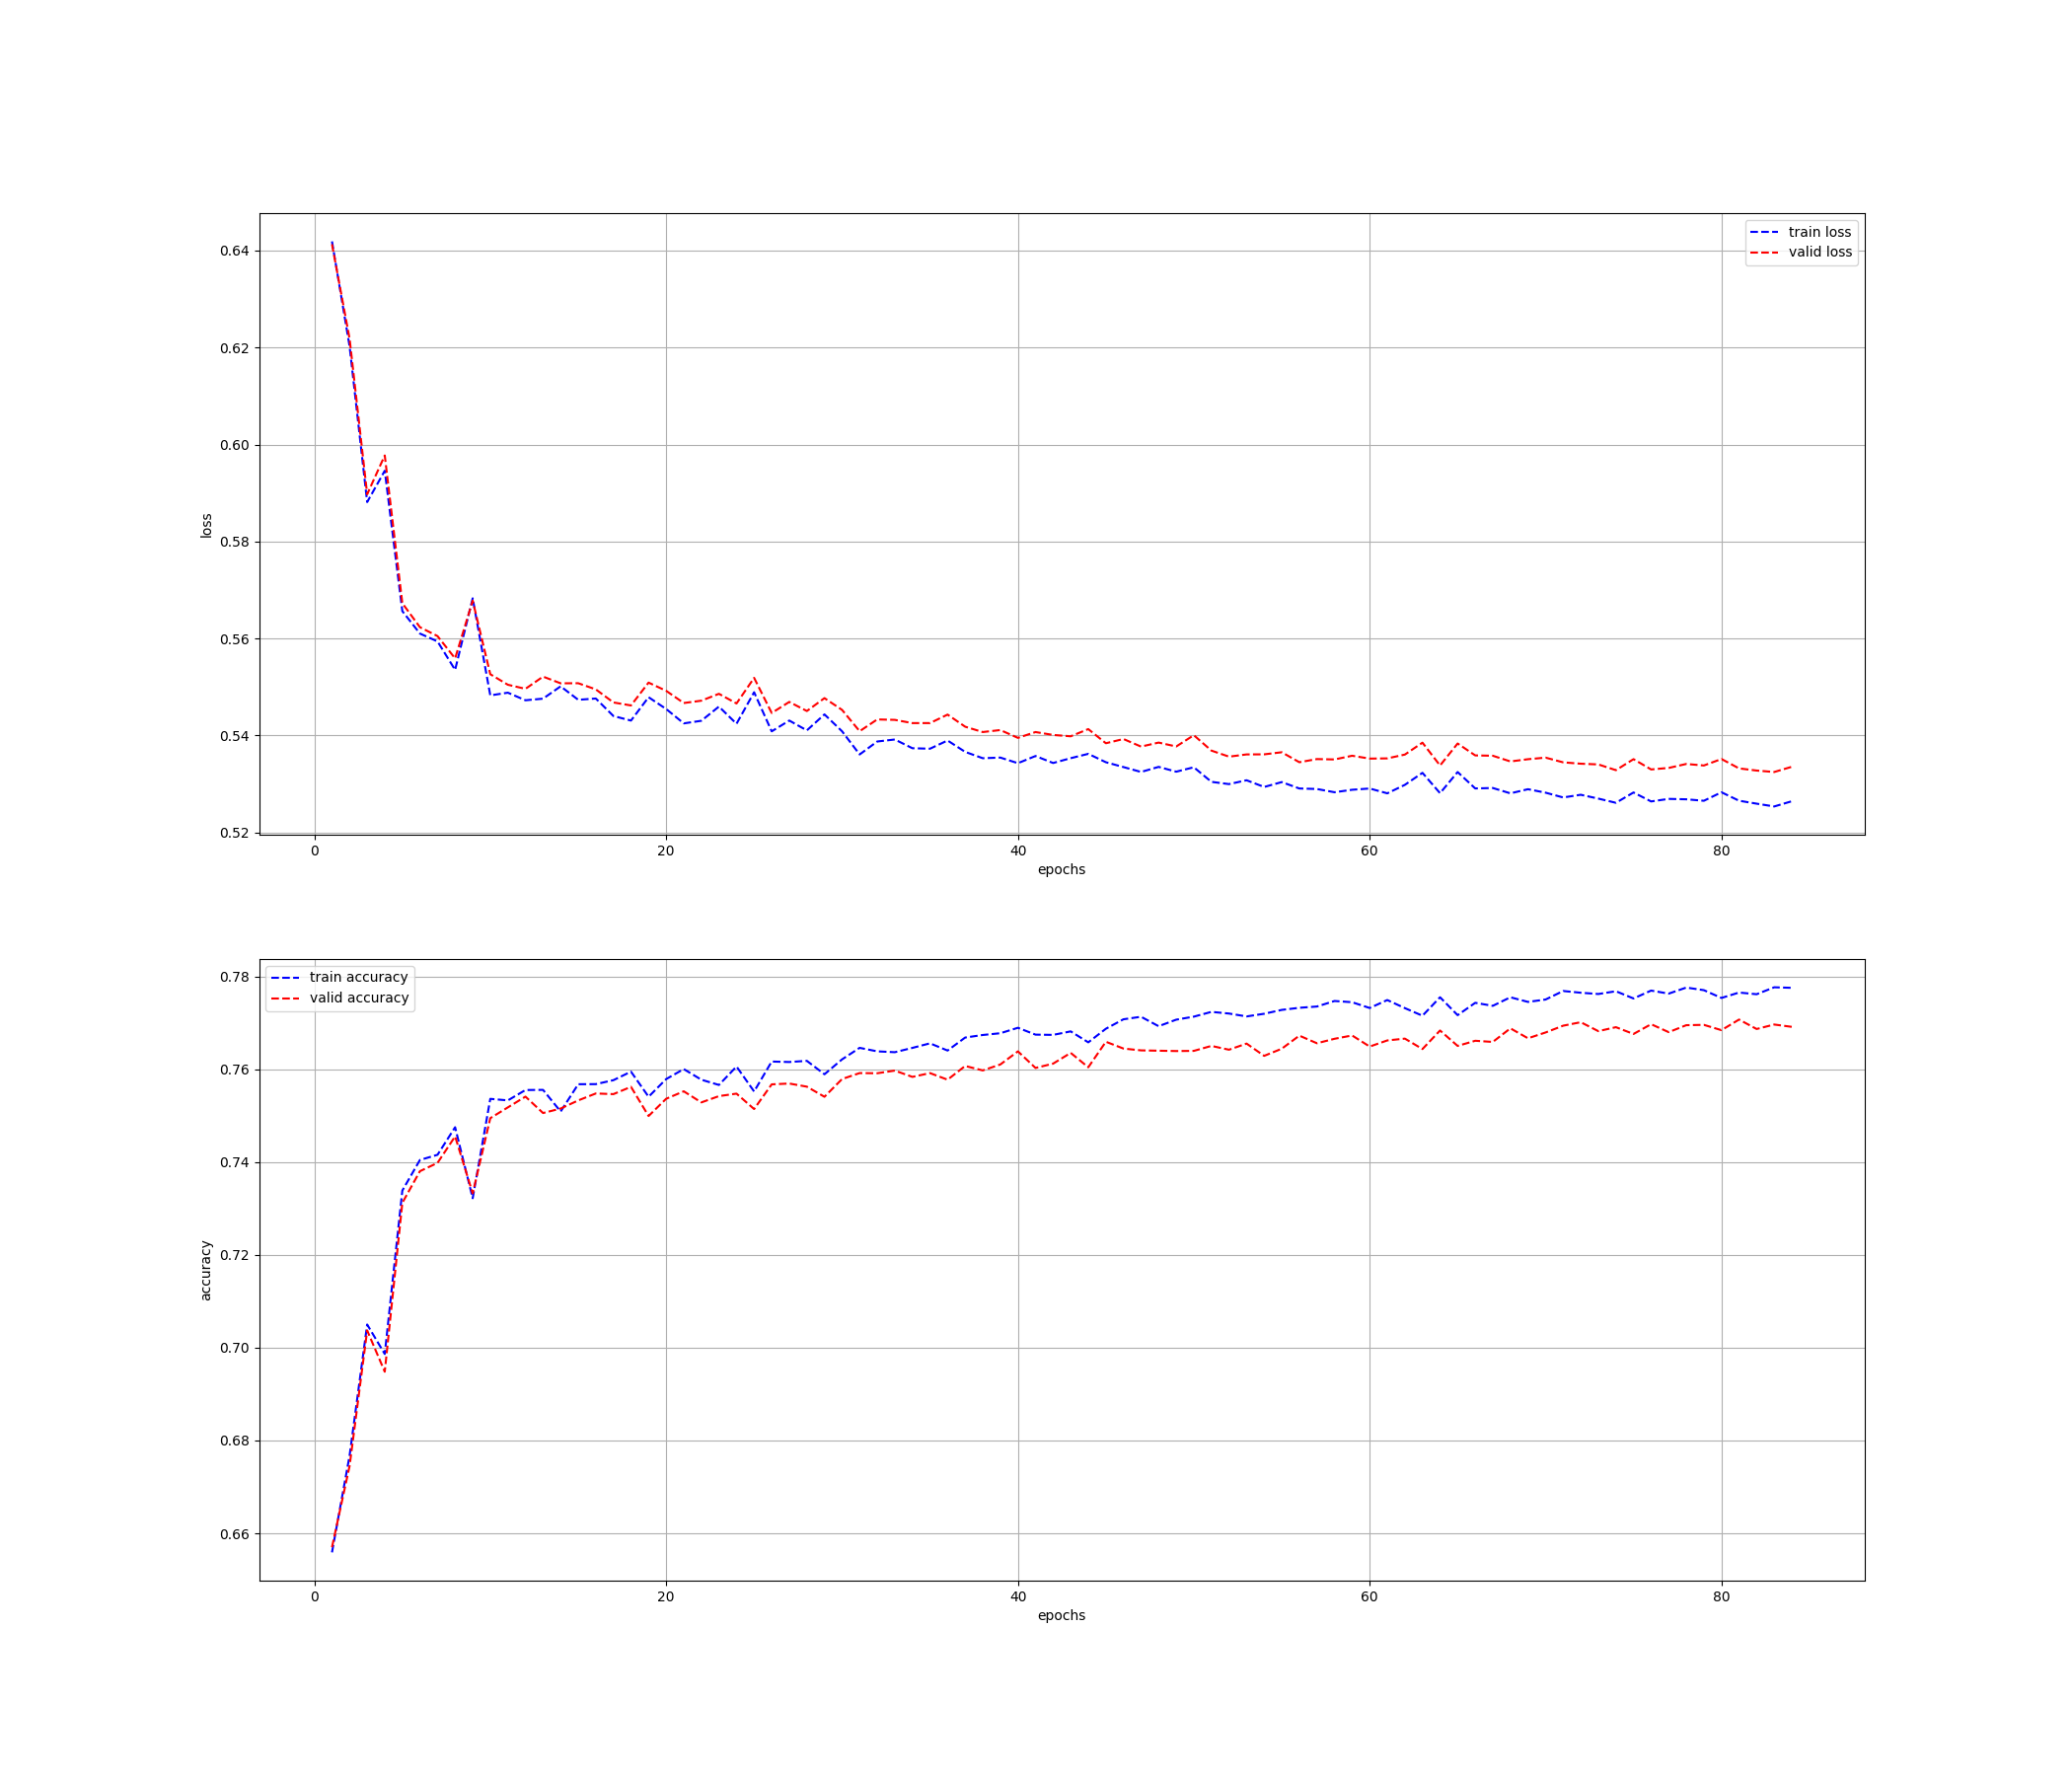 train loss
valid loss
0.64
0.62
0.60
0.58
0.56
0.54
0.52
loss
0 20 40 60 80
epochs
train accuracy
valid accuracy
0.78
0.76
0.74
0.72
0.70
0.68
0.66
accuracy
0 20 40 60 80
epochs